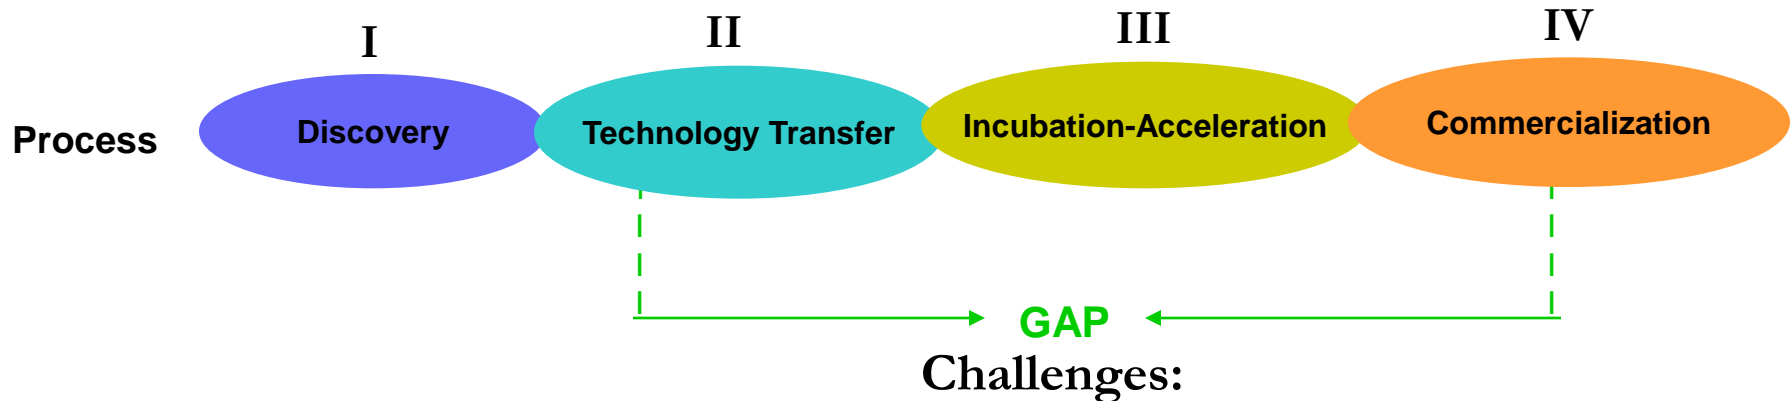 I
II
III
IV
Process
Discovery
Technology Transfer
Incubation-Acceleration
Commercialization
GAP
Challenges: